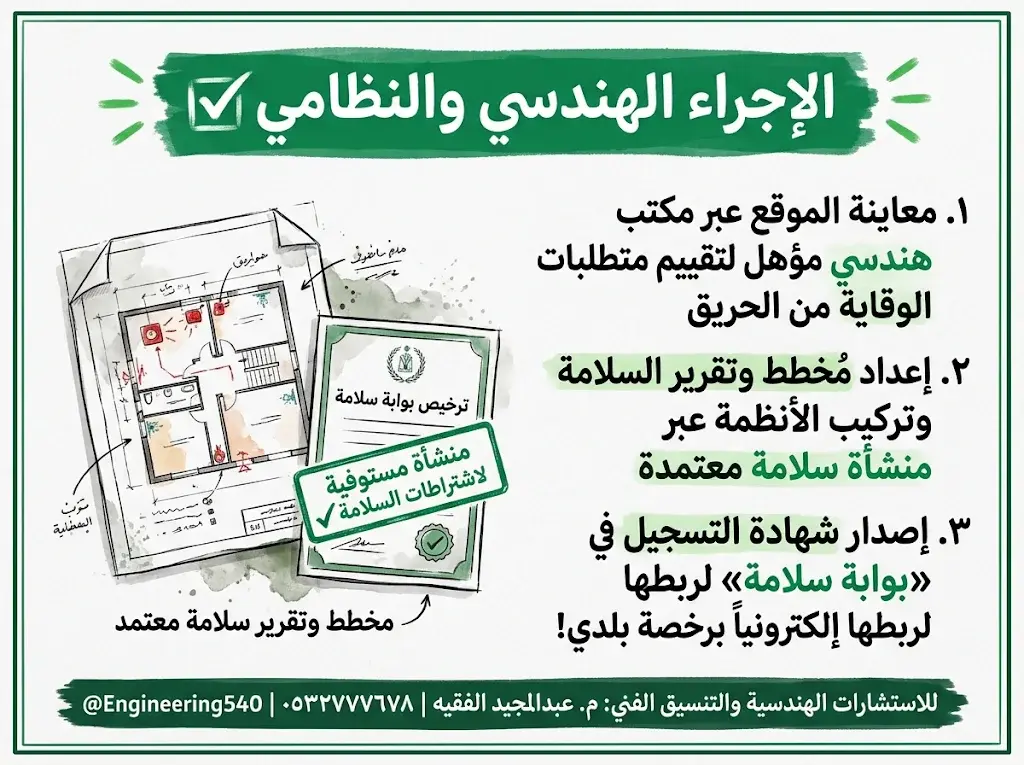 الإجراء الهندسي والنظامي
١. معاينة الموقع عبر مكتب
هندسي مؤهل لتقييم متطلبات
الوقاية من الحريق
٢. إعداد مُخطط وتقرير السلامة
وتركيب الأنظمة عبر
منشأة سلامة معتمدة
٣. إصدار شهادة التسجيل في
«بوابة سلامة» لربطها
لربطها إلكترونياً برخصة بلدي!
ترخيص بوابة سلامة
منشأة مستوفية
لاشتراطات السلامة
مخطط وتقرير سلامة معتمد
للاستشارات الهندسية والتنسيق الفني: م. عبدالمجيد الفقيه | ٠٥٣٢٧٧٧٦٧٨ | @Engineering540